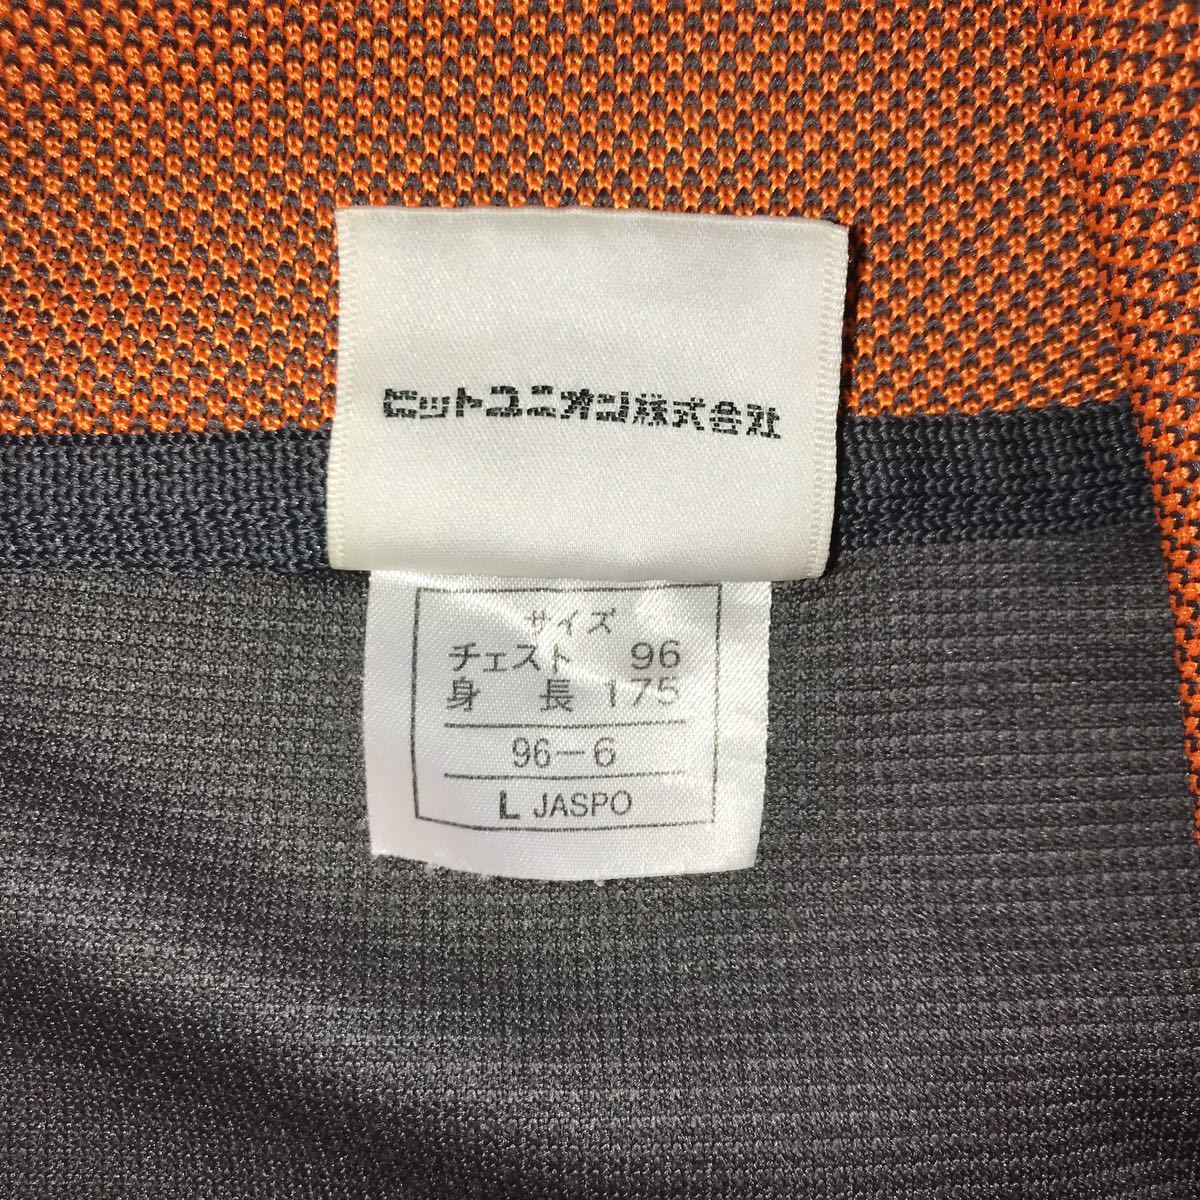 ヒットユニオン株式会社
サイズ
チェスト 96
身 長 175
96-6
L JASPO